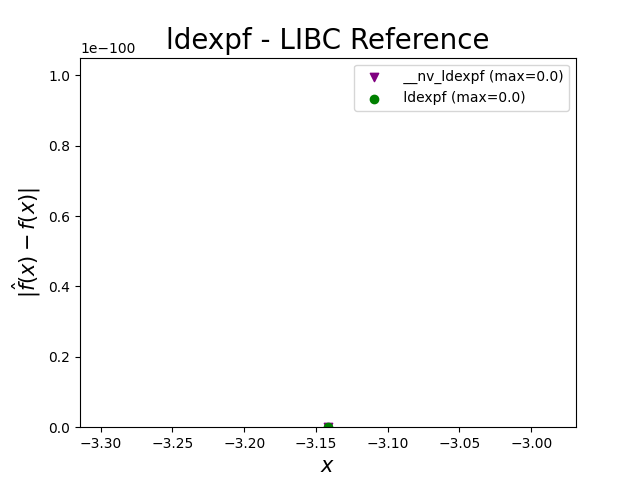 ldexpf - LIBC Reference
1e−100
__nv_ldexpf (max=0.0)
ldexpf (max=0.0)
1.0
0.8
0.6
0.4
0.2
0.0
|f̂(x) − f(x)|
−3.30 −3.25 −3.20 −3.15 −3.10 −3.05 −3.00
x